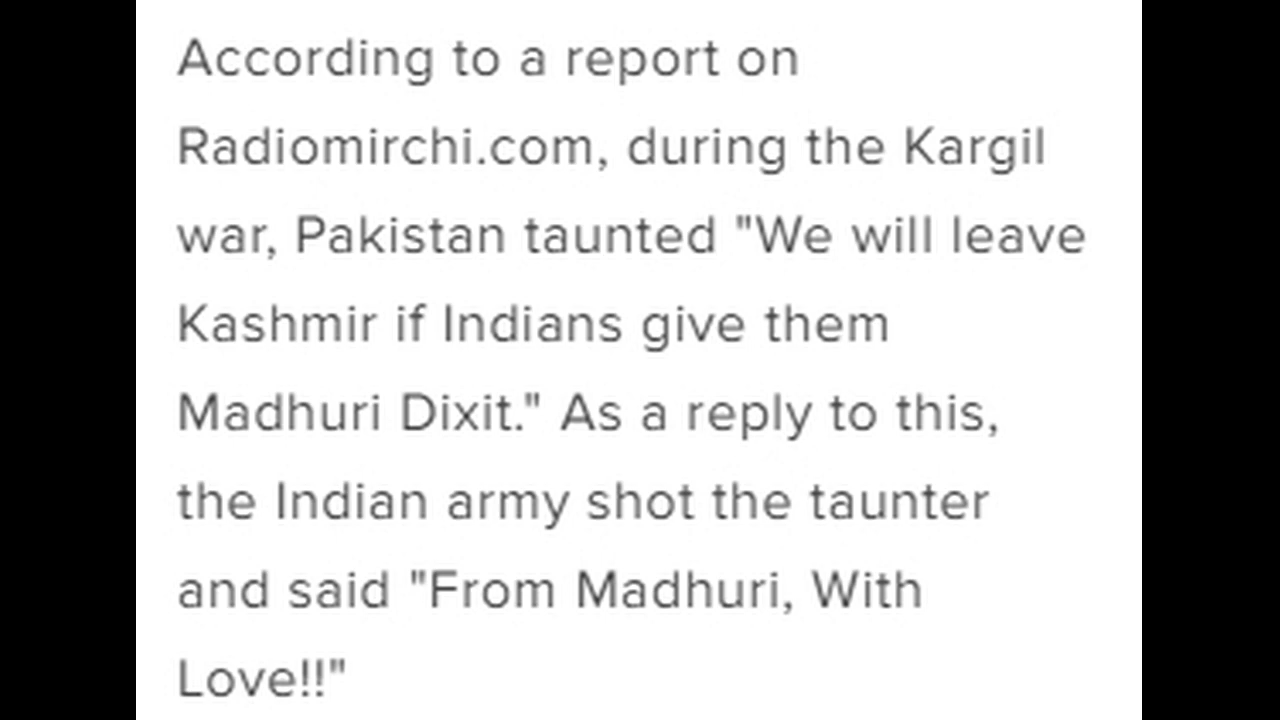 According to a report on
Radiomirchi.com, during the Kargil
war, Pakistan taunted "We will leave
Kashmir if Indians give them
Madhuri Dixit." As a reply to this,
the Indian army shot the taunter
and said "From Madhuri, With
Love!!"